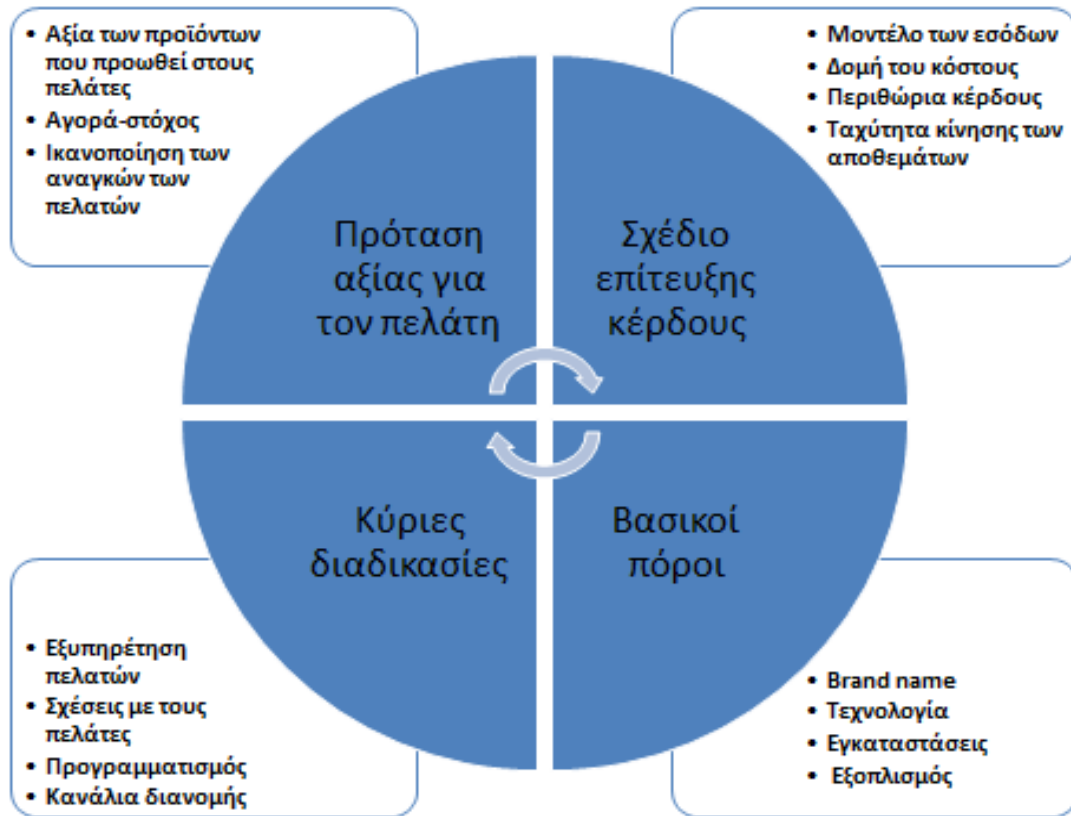 • Αξία των προϊόντων
που προωθεί στους
πελάτες
• Αγορά-στόχος
• Ικανοποίηση των
αναγκών των
πελατών
• Μοντέλο των εσόδων
• Δομή του κόστους
• Περιθώρια κέρδους
• Ταχύτητα κίνησης των
αποθεμάτων
Πρόταση
αξίας για
τον πελάτη
Σχέδιο
επίτευξης
κέρδους
Κύριες
διαδικασίες
Βασικοί
πόροι
• Εξυπηρέτηση
πελατών
• Σχέσεις με τους
πελάτες
• Προγραμματισμός
• Κανάλια διανομής
• Brand name
• Τεχνολογία
• Εγκαταστάσεις
• Εξοπλισμός